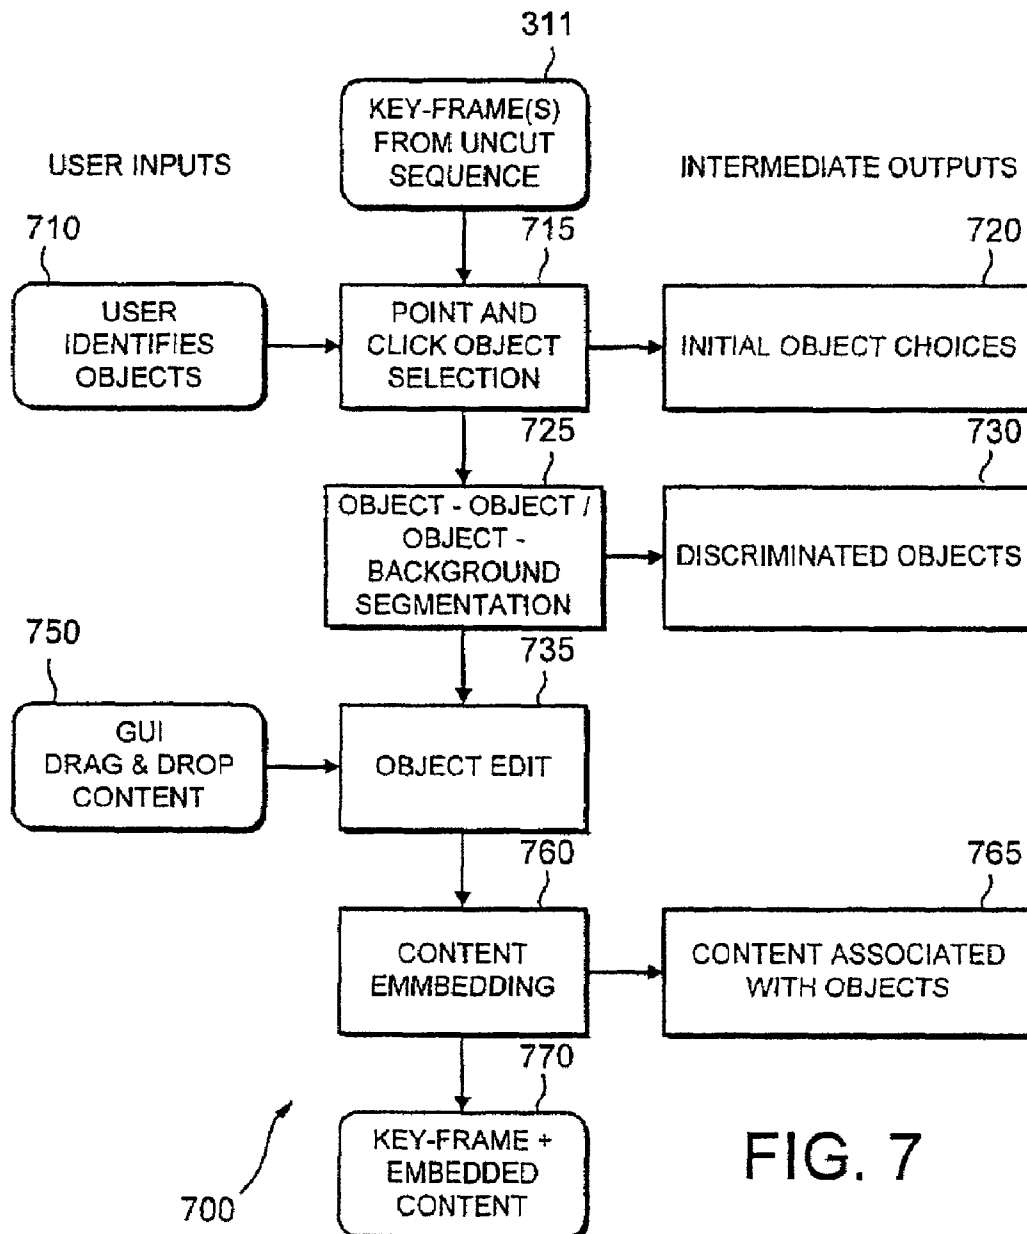 311
KEY-FRAME(S)
FROM UNCUT
SEQUENCE
USER INPUTS
INTERMEDIATE OUTPUTS
710
715
720
USER
IDENTIFIES
OBJECTS
POINT AND
CLICK OBJECT
SELECTION
INITIAL OBJECT CHOICES
725
730
OBJECT - OBJECT /
OBJECT -
BACKGROUND
SEGMENTATION
DISCRIMINATED OBJECTS
750
735
GUI
DRAG & DROP
CONTENT
OBJECT EDIT
760
765
CONTENT
EMMBEDDING
CONTENT ASSOCIATED
WITH OBJECTS
770
KEY-FRAME +
EMBEDDED
CONTENT
700
FIG. 7